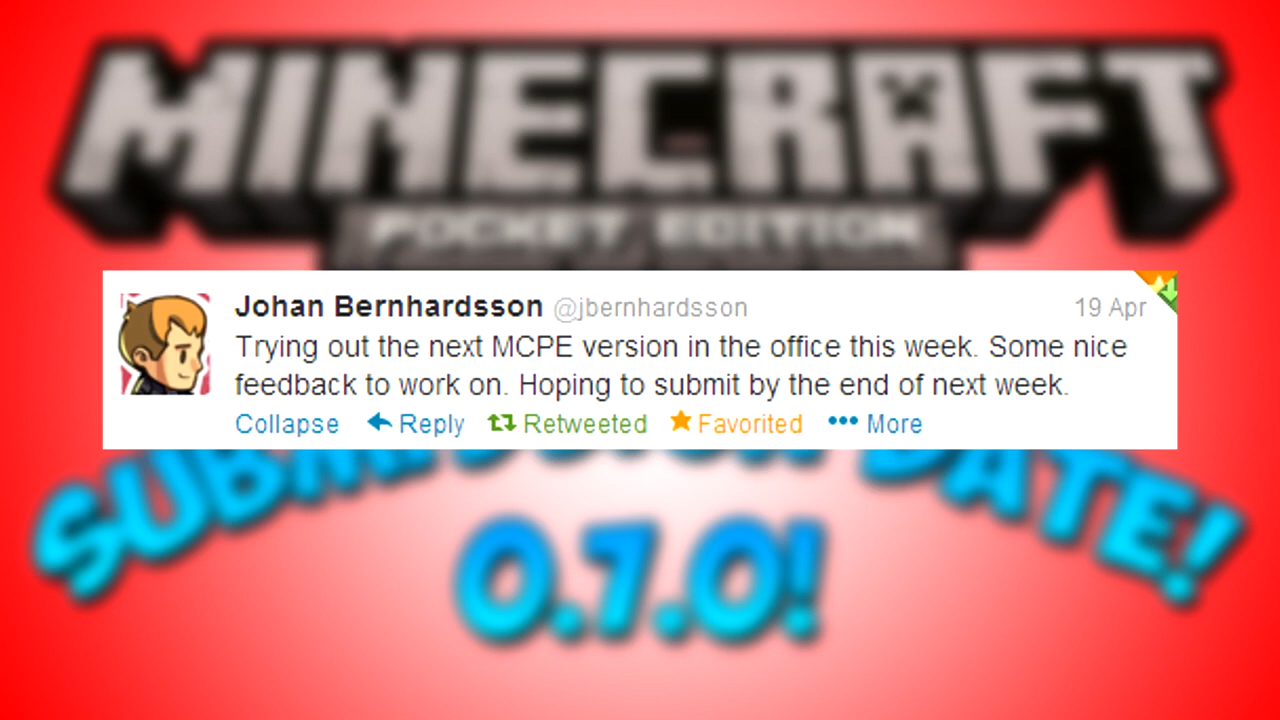 MINECRAFT
POCKET EDITION
Johan Bernhardsson @jbernhardsson 19 Apr
Trying out the next MCPE version in the office this week. Some nice
feedback to work on. Hoping to submit by the end of next week.
Collapse Reply Retweeted Favorited More
SUBMISSION DATE!
0.7.0!